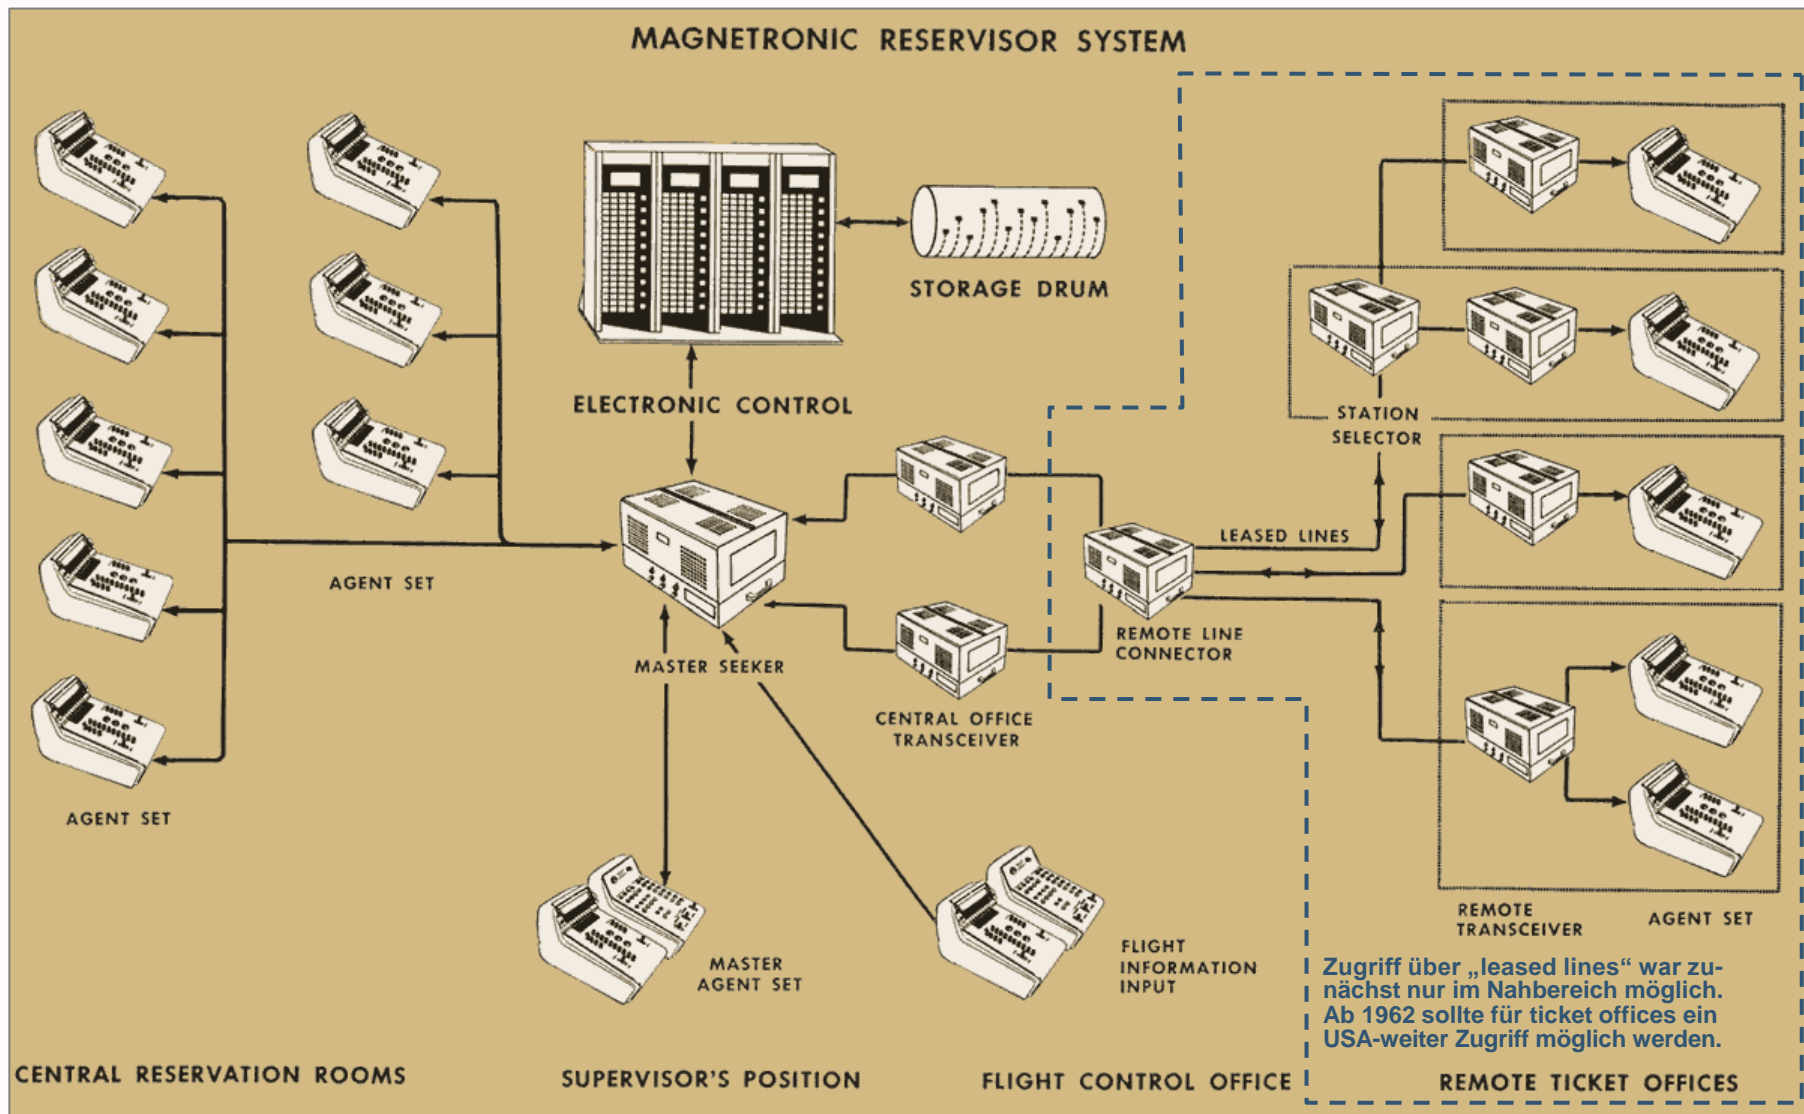 MAGNETRONIC RESERVISOR SYSTEM
STORAGE DRUM
ELECTRONIC CONTROL
STATION
SELECTOR
LEASED LINES
AGENT SET
REMOTE LINE
CONNECTOR
MASTER SEEKER
CENTRAL OFFICE
TRANSCEIVER
AGENT SET
REMOTE
TRANSCEIVER
AGENT SET
MASTER
AGENT SET
FLIGHT
INFORMATION
INPUT
Zugriff über „leased lines“ war zu-
nächst nur im Nahbereich möglich.
Ab 1962 sollte für ticket offices ein
USA-weiter Zugriff möglich werden.
CENTRAL RESERVATION ROOMS
SUPERVISOR'S POSITION
FLIGHT CONTROL OFFICE
REMOTE TICKET OFFICES